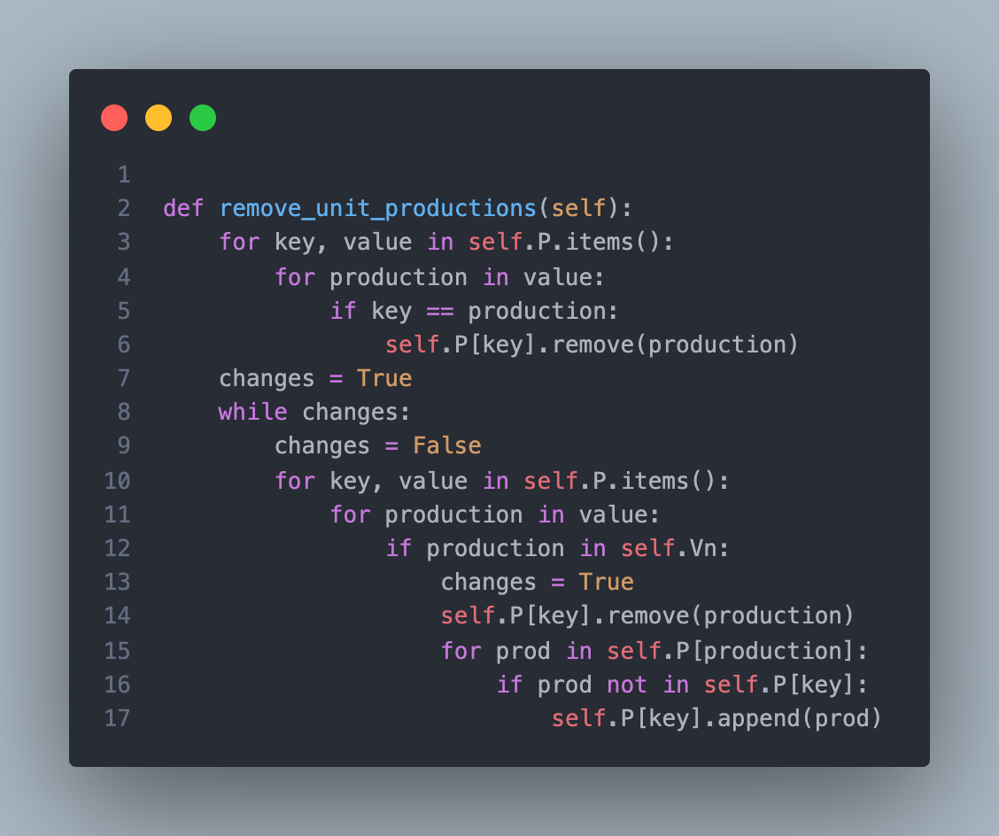 1
2 def remove_unit_productions(self):
3     for key, value in self.P.items():
4         for production in value:
5             if key == production:
6                 self.P[key].remove(production)
7     changes = True
8     while changes:
9         changes = False
10         for key, value in self.P.items():
11             for production in value:
12                 if production in self.Vn:
13                     changes = True
14                     self.P[key].remove(production)
15                     for prod in self.P[production]:
16                         if prod not in self.P[key]:
17                             self.P[key].append(prod)